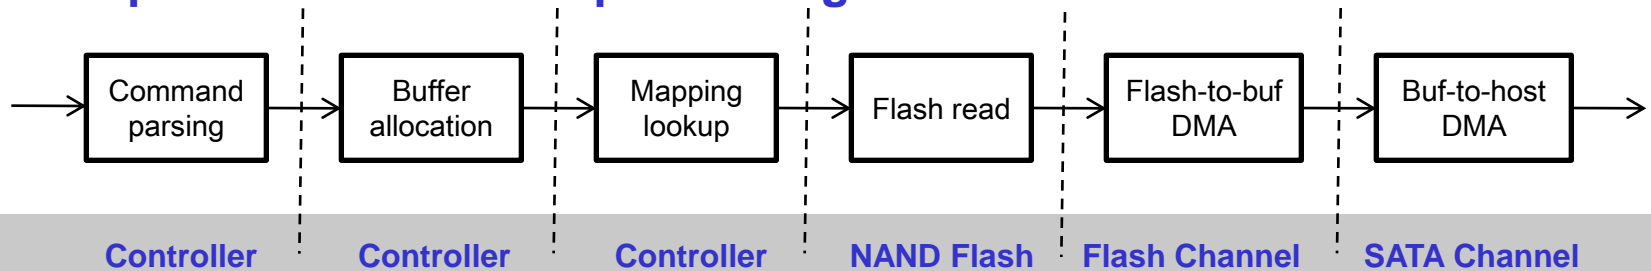 Command
parsing
Buffer
allocation
Mapping
lookup
Flash read
Flash-to-buf
DMA
Buf-to-host
DMA
Controller
Controller
Controller
NAND Flash
Flash Channel
SATA Channel